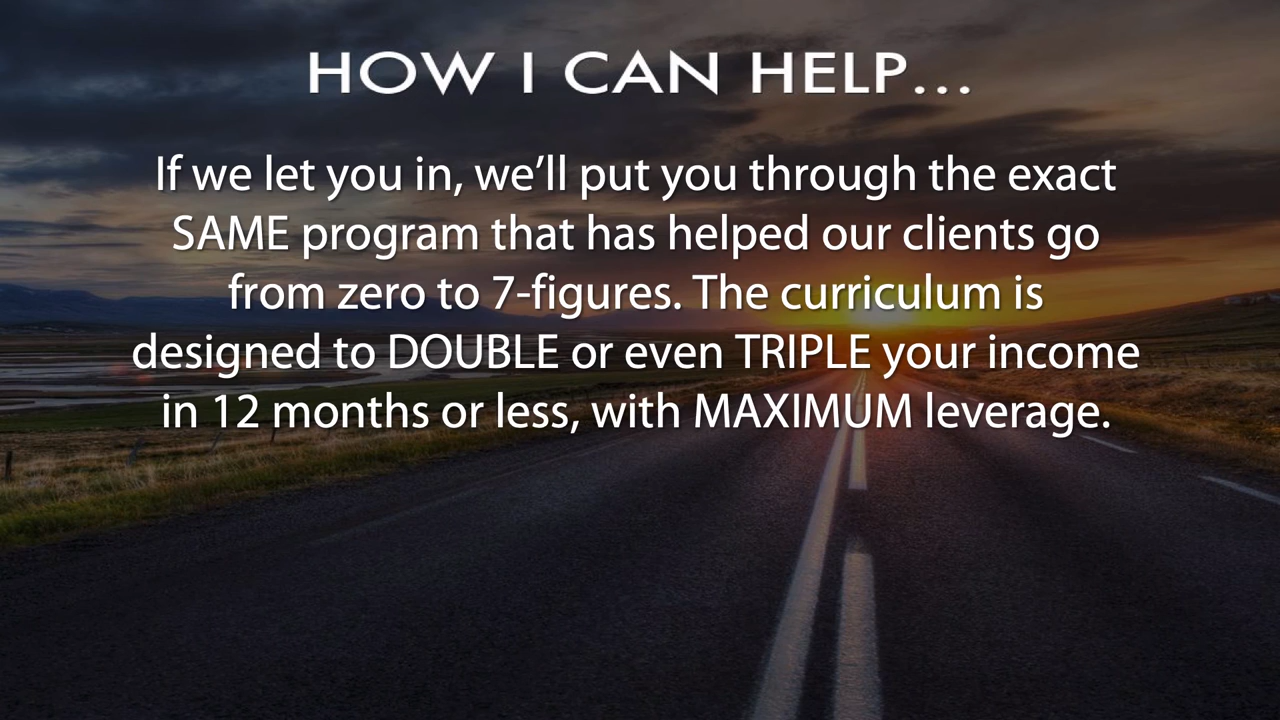 HOW I CAN HELP...
If we let you in, we’ll put you through the exact
SAME program that has helped our clients go
from zero to 7-figures. The curriculum is
designed to DOUBLE or even TRIPLE your income
in 12 months or less, with MAXIMUM leverage.